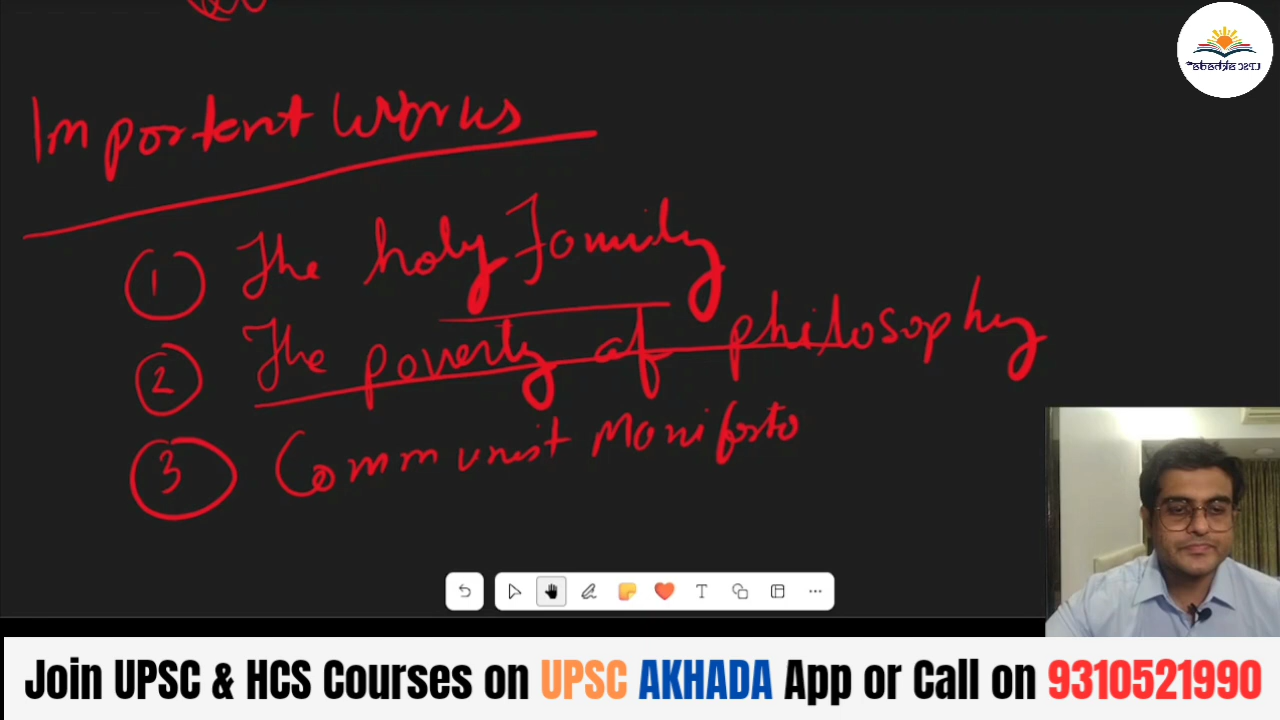 Important Works
① The holy Family
② The poverty of philosophy
③ Communist Manifesto
Join UPSC & HCS Courses on UPSC AKHADA App or Call on 9310521990